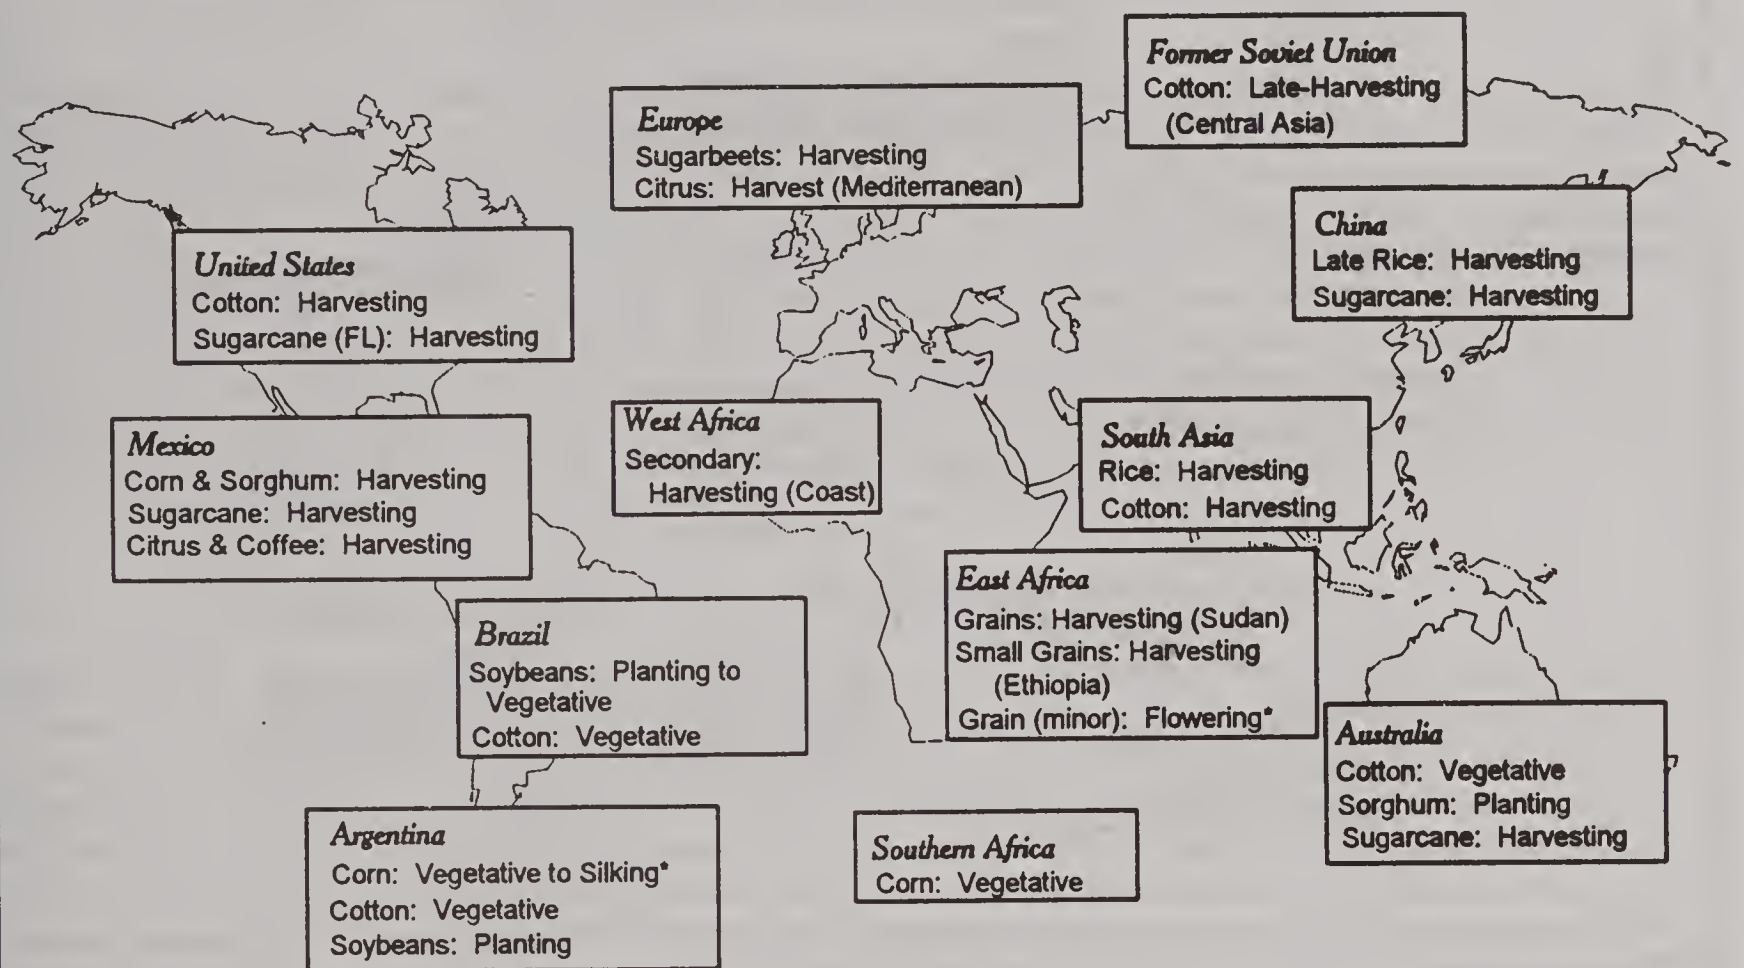 Former Soviet Union
Cotton: Late-Harvesting
(Central Asia)
Europe
Sugarbeets: Harvesting
Citrus: Harvest (Mediterranean)
China
Late Rice: Harvesting
Sugarcane: Harvesting
United States
Cotton: Harvesting
Sugarcane (FL): Harvesting
West Africa
Secondary:
Harvesting (Coast)
South Asia
Rice: Harvesting
Cotton: Harvesting
Mexico
Corn & Sorghum: Harvesting
Sugarcane: Harvesting
Citrus & Coffee: Harvesting
East Africa
Grains: Harvesting (Sudan)
Small Grains: Harvesting
(Ethiopia)
Grain (minor): Flowering*
Brazil
Soybeans: Planting to
Vegetative
Cotton: Vegetative
Australia
Cotton: Vegetative
Sorghum: Planting
Sugarcane: Harvesting
Argentina
Corn: Vegetative to Silking*
Cotton: Vegetative
Soybeans: Planting
Southern Africa
Corn: Vegetative